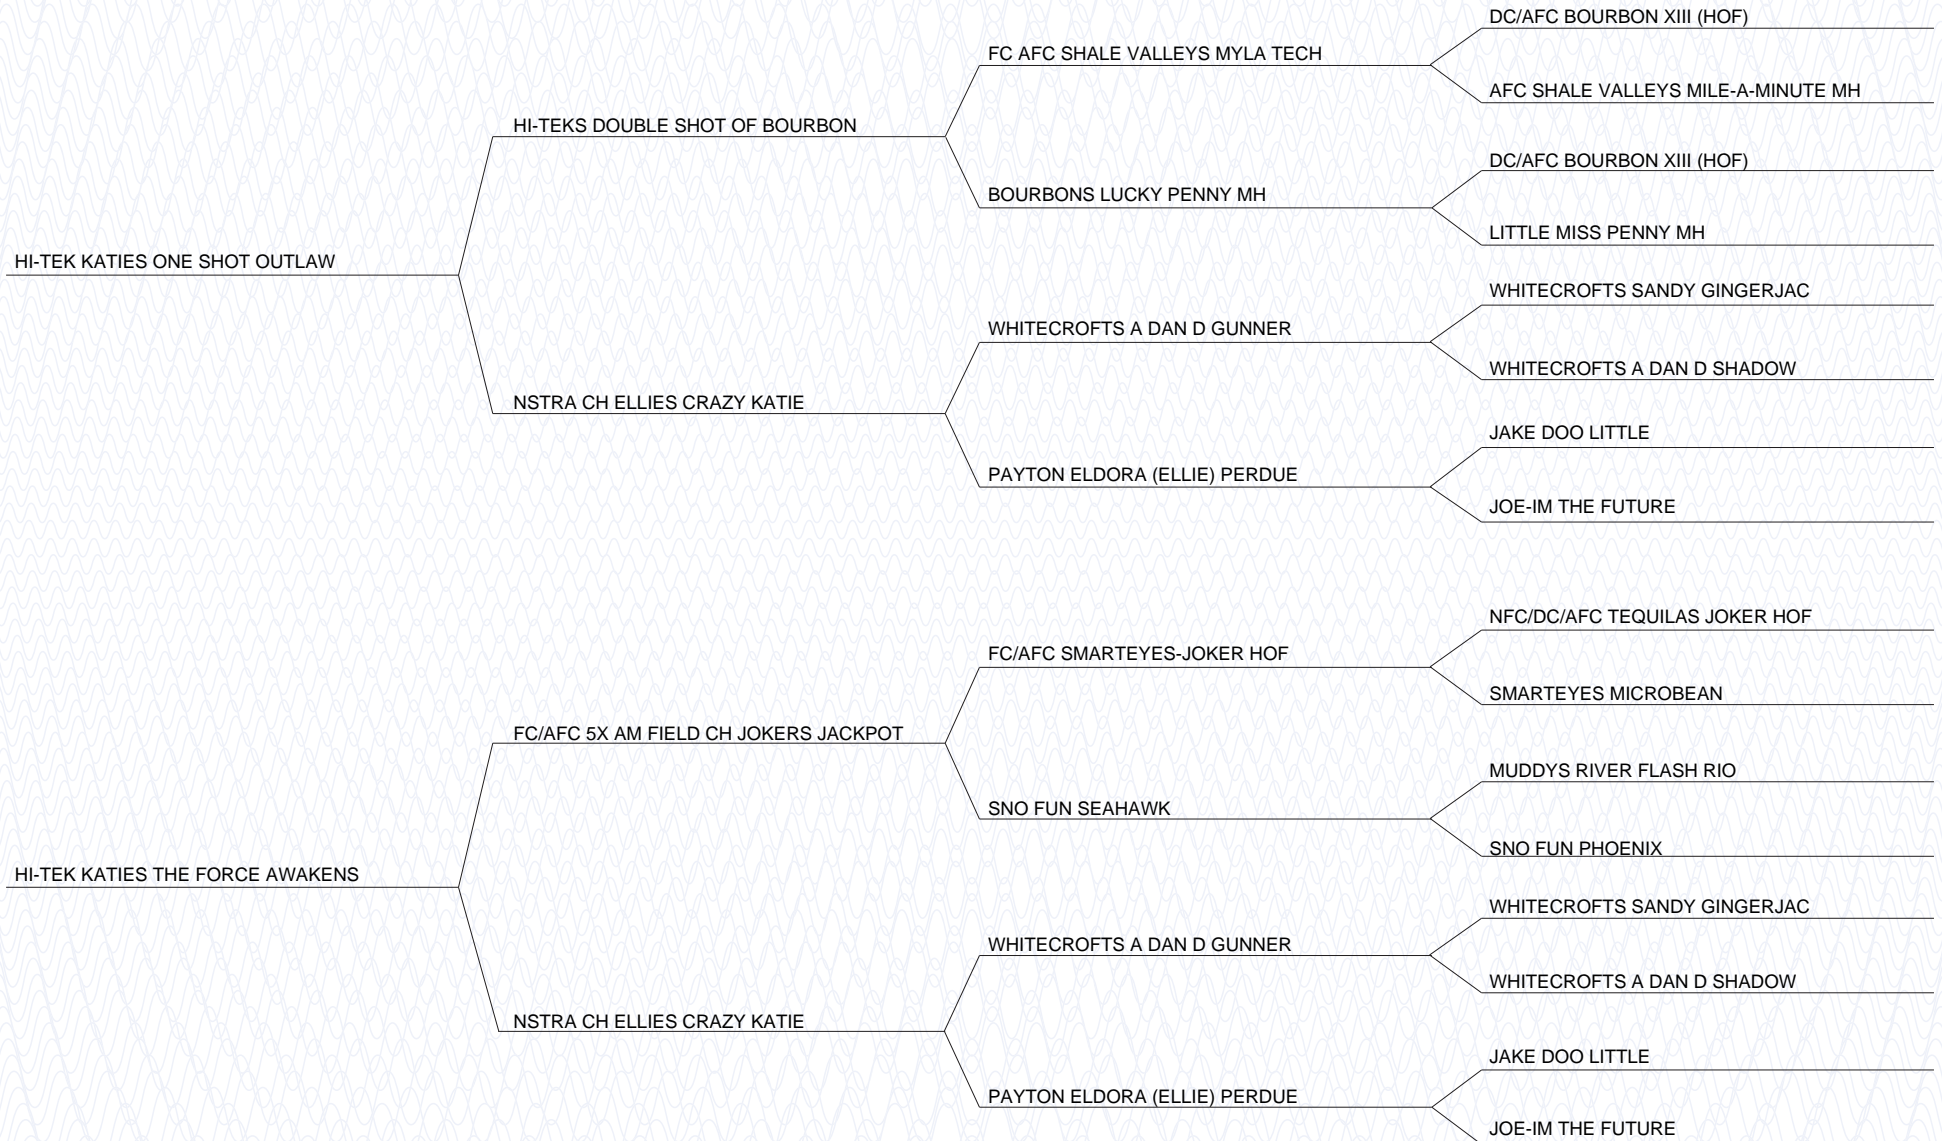 DC/AFC BOURBON XIII (HOF)
FC AFC SHALE VALLEYS MYLA TECH
AFC SHALE VALLEYS MILE-A-MINUTE MH
HI-TEKS DOUBLE SHOT OF BOURBON
DC/AFC BOURBON XIII (HOF)
BOURBONS LUCKY PENNY MH
LITTLE MISS PENNY MH
HI-TEK KATIES ONE SHOT OUTLAW
WHITECROFTS SANDY GINGERJAC
WHITECROFTS A DAN D GUNNER
WHITECROFTS A DAN D SHADOW
NSTRA CH ELLIES CRAZY KATIE
JAKE DOO LITTLE
PAYTON ELDORA (ELLIE) PERDUE
JOE-IM THE FUTURE
NFC/DC/AFC TEQUILAS JOKER HOF
FC/AFC SMARTEYES-JOKER HOF
SMARTEYES MICROBEAN
FC/AFC 5X AM FIELD CH JOKERS JACKPOT
MUDDYS RIVER FLASH RIO
SNO FUN SEAHAWK
SNO FUN PHOENIX
HI-TEK KATIES THE FORCE AWAKENS
WHITECROFTS SANDY GINGERJAC
WHITECROFTS A DAN D GUNNER
WHITECROFTS A DAN D SHADOW
NSTRA CH ELLIES CRAZY KATIE
JAKE DOO LITTLE
PAYTON ELDORA (ELLIE) PERDUE
JOE-IM THE FUTURE